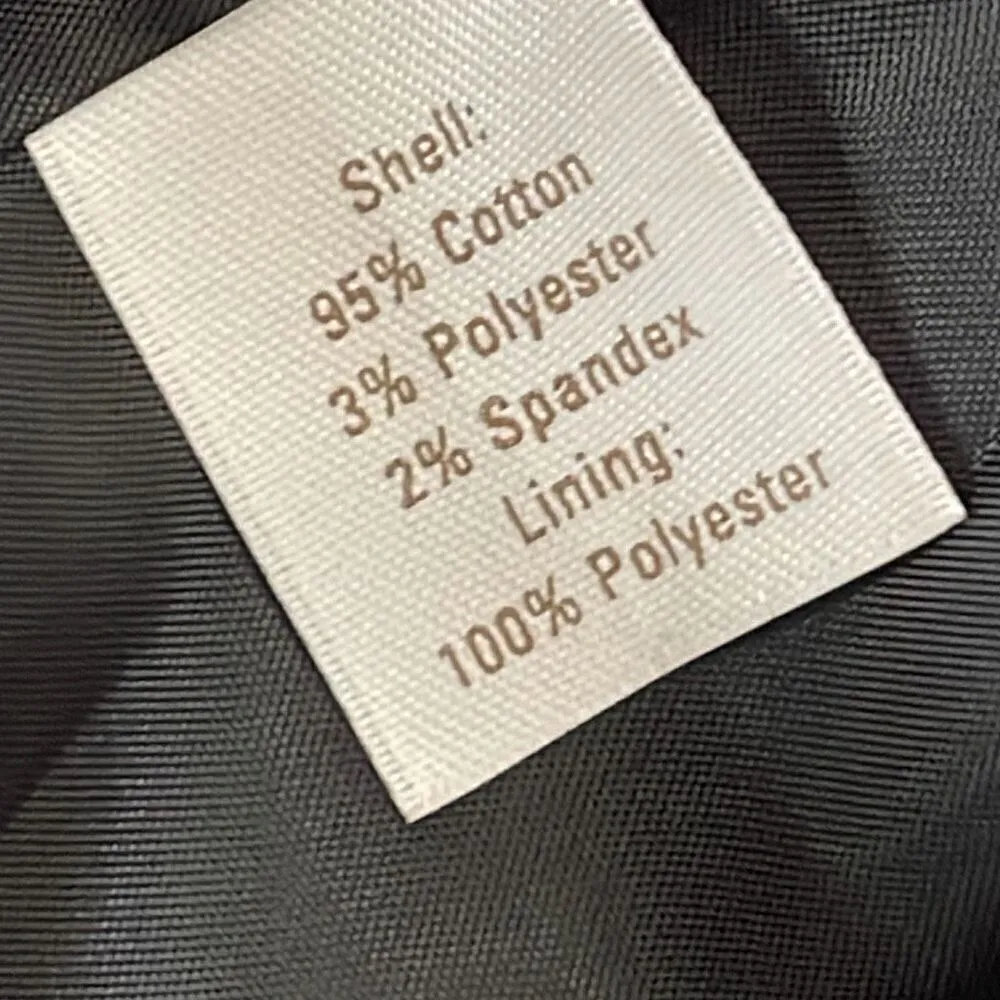 Shell:
95% Cotton
3% Polyester
2% Spandex
Lining:
100% Polyester